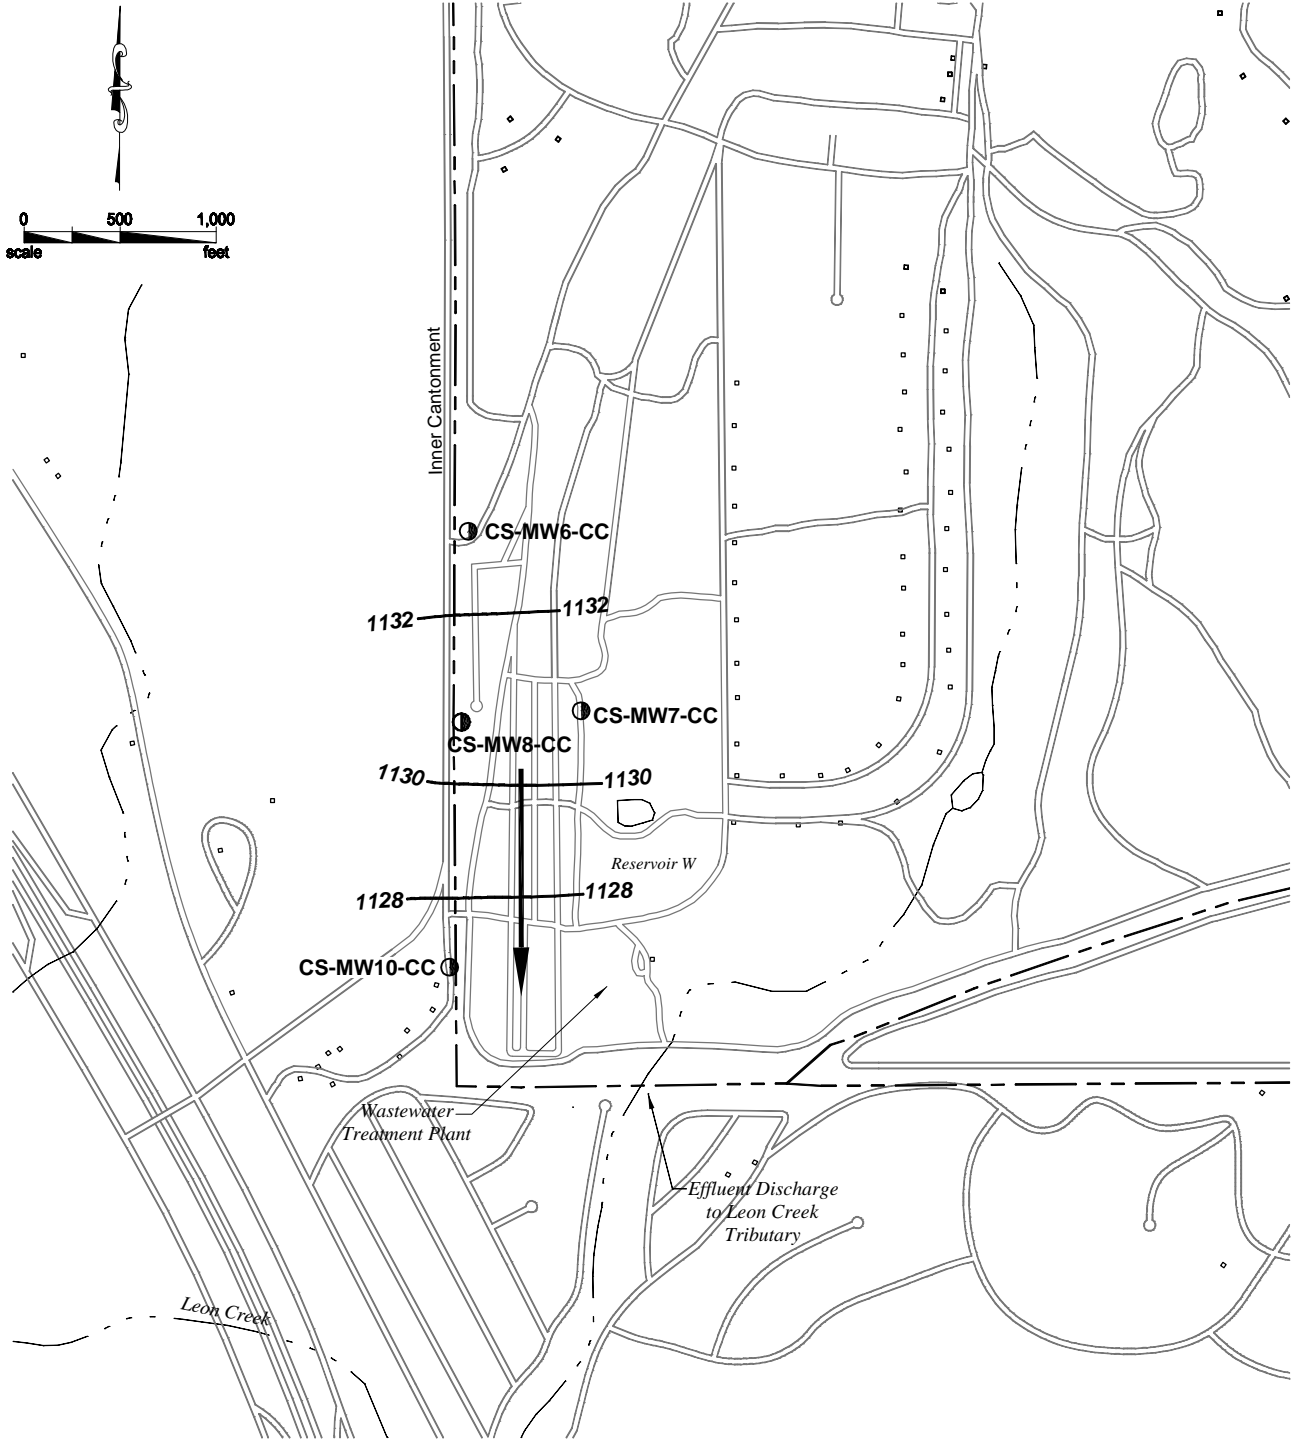 0 500 1,000
scale feet
Inner Cantonment
CS-MW6-CC
1132 1132
CS-MW7-CC
CS-MW8-CC
1130 1130
Reservoir W
1128 1128
CS-MW10-CC
Wastewater
Treatment Plant
Effluent Discharge
to Leon Creek
Tributary
Leon Creek